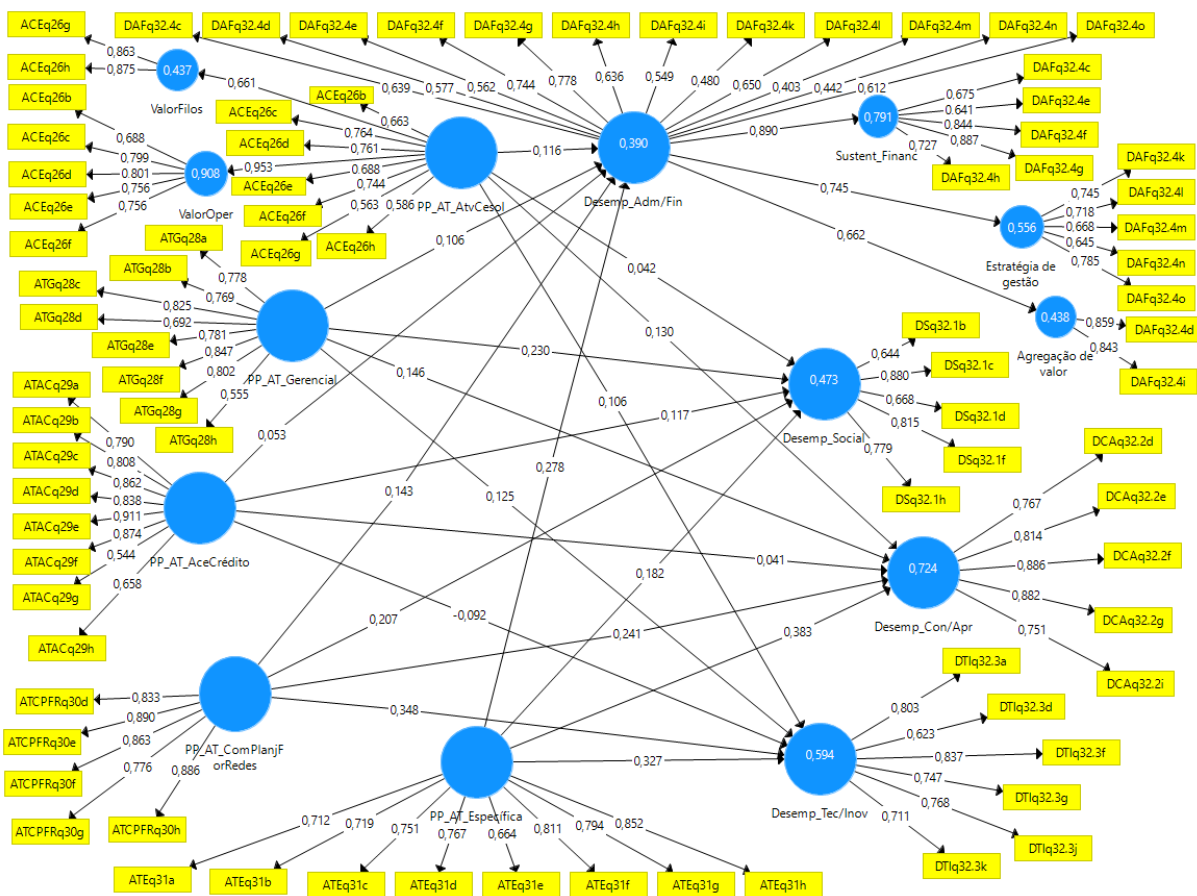 ACEq26g
DAFq32.4c
DAFq32.4d
DAFq32.4e
DAFq32.4f
DAFq32.4g
DAFq32.4h
DAFq32.4i
DAFq32.4k
DAFq32.4l
DAFq32.4m
DAFq32.4n
DAFq32.4o
0,863
ACEq26h
0,875
0,437
ValorFilos
0,661
0,639
0,577
0,562
0,744
0,778
0,636
0,549
0,480
0,650
0,403
0,442
0,612
ACEq26b
ACEq26c
ACEq26d
ACEq26e
ACEq26f
0,688
0,799
0,801
0,756
0,756
0,908
ValorOper
0,953
ACEq26b
ACEq26c
ACEq26d
ACEq26e
ACEq26f
ACEq26g
ACEq26h
0,663
0,764
0,761
0,688
0,744
0,563
0,586
PP_AT_AtvCesol
0,116
0,390
Desemp_Adm/Fin
0,890
0,791
Sustent_Financ
0,675
0,641
0,844
0,887
0,727
DAFq32.4c
DAFq32.4e
DAFq32.4f
DAFq32.4g
DAFq32.4h
0,745
0,556
Estratégia de
gestão
0,745
0,718
0,668
0,645
0,785
DAFq32.4k
DAFq32.4l
DAFq32.4m
DAFq32.4n
DAFq32.4o
0,662
0,438
Agregação de
valor
0,859
0,843
DAFq32.4d
DAFq32.4i
ATGq28a
ATGq28b
ATGq28c
ATGq28d
ATGq28e
ATGq28f
ATGq28g
ATGq28h
0,778
0,769
0,825
0,692
0,781
0,847
0,802
0,555
PP_AT_Gerencial
0,106
0,042
0,130
0,230
0,146
0,106
0,473
Desemp_Social
0,644
0,880
0,668
0,815
0,779
DSq32.1b
DSq32.1c
DSq32.1d
DSq32.1f
DSq32.1h
ATACq29a
ATACq29b
ATACq29c
ATACq29d
ATACq29e
ATACq29f
ATACq29g
ATACq29h
0,790
0,808
0,862
0,838
0,911
0,874
0,544
0,658
PP_AT_AceCrédito
0,053
0,117
0,278
0,143
0,125
0,041
0,182
0,207
-0,092
0,241
0,383
0,724
Desemp_Con/Apr
0,767
0,814
0,886
0,882
0,751
DCAq32.2d
DCAq32.2e
DCAq32.2f
DCAq32.2g
DCAq32.2i
ATCPFRq30d
ATCPFRq30e
ATCPFRq30f
ATCPFRq30g
ATCPFRq30h
0,833
0,890
0,863
0,776
0,886
PP_AT_ComPlanjF
orRedes
0,348
0,327
0,594
Desemp_Tec/Inov
0,803
0,623
0,837
0,747
0,768
0,711
DTIq32.3a
DTIq32.3d
DTIq32.3f
DTIq32.3g
DTIq32.3j
DTIq32.3k
PP_AT_Específica
0,712
0,719
0,751
0,767
0,664
0,811
0,794
0,852
ATEq31a
ATEq31b
ATEq31c
ATEq31d
ATEq31e
ATEq31f
ATEq31g
ATEq31h